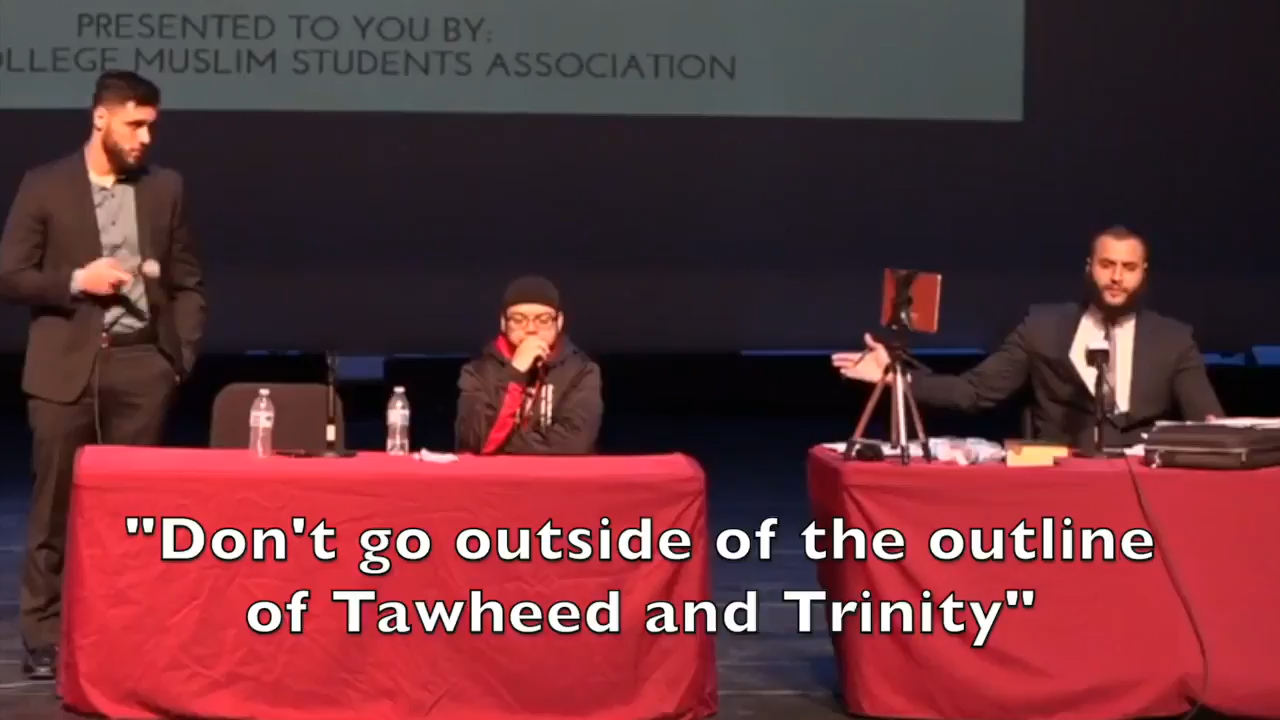 PRESENTED TO YOU BY:
OLLEGE MUSLIM STUDENTS ASSOCIATION
"Don't go outside of the outline
of Tawheed and Trinity"